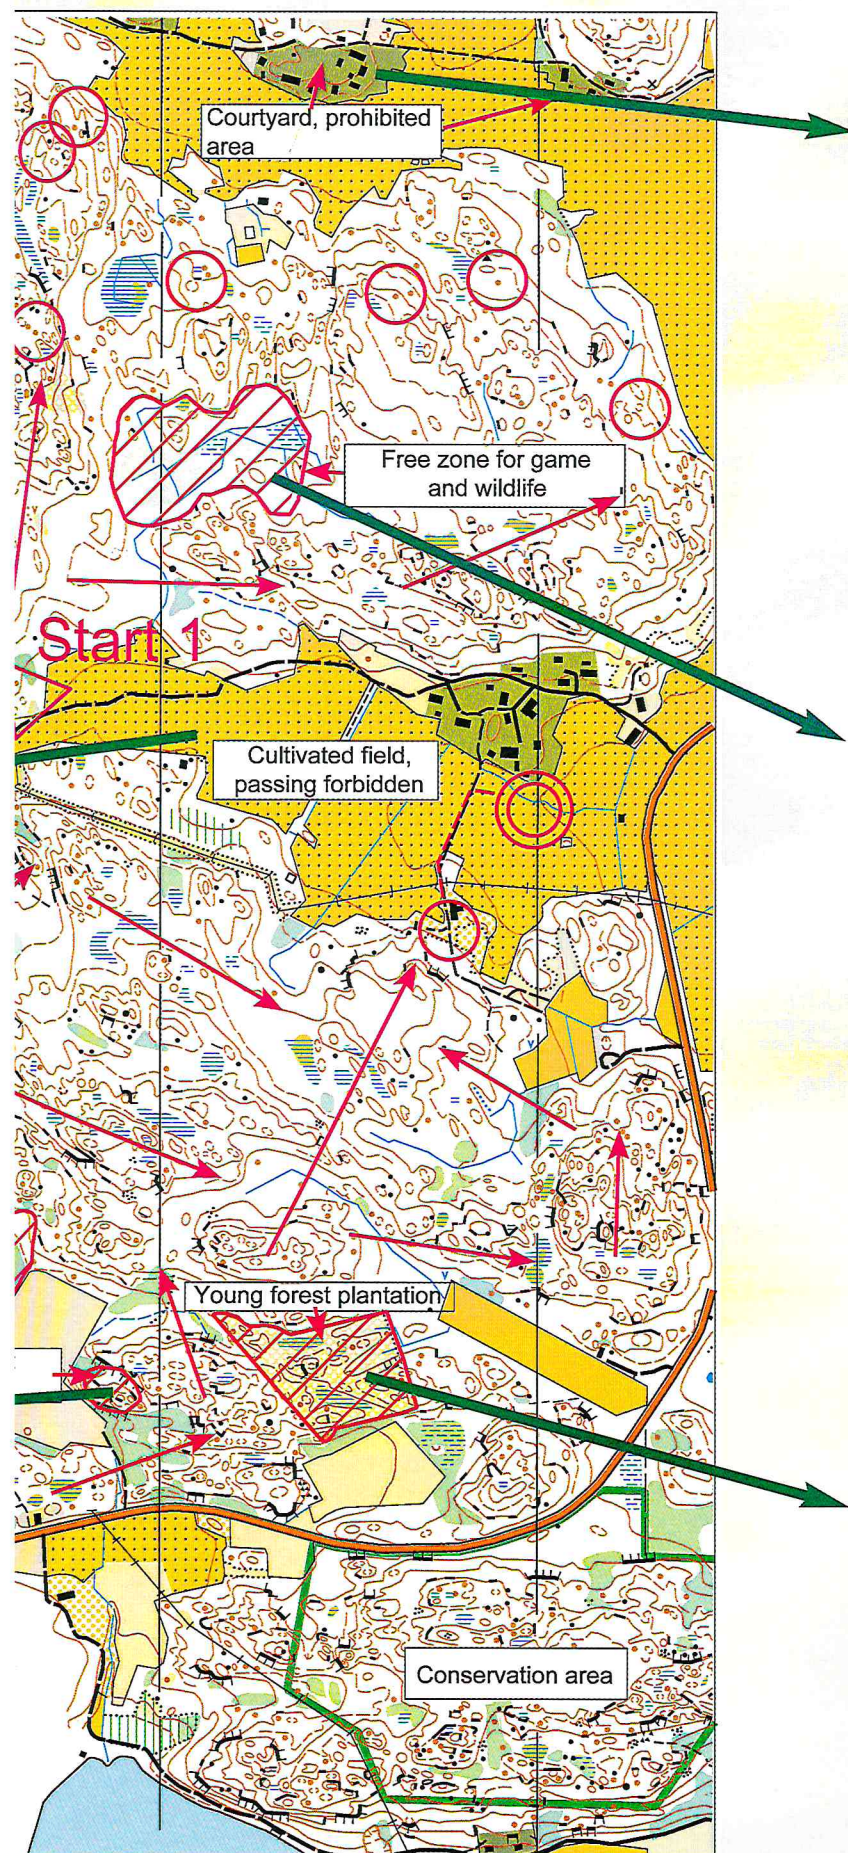 Courtyard, prohibited
area
Free zone for game
and wildlife
Start 1
Cultivated field,
passing forbidden
Young forest plantation
Conservation area